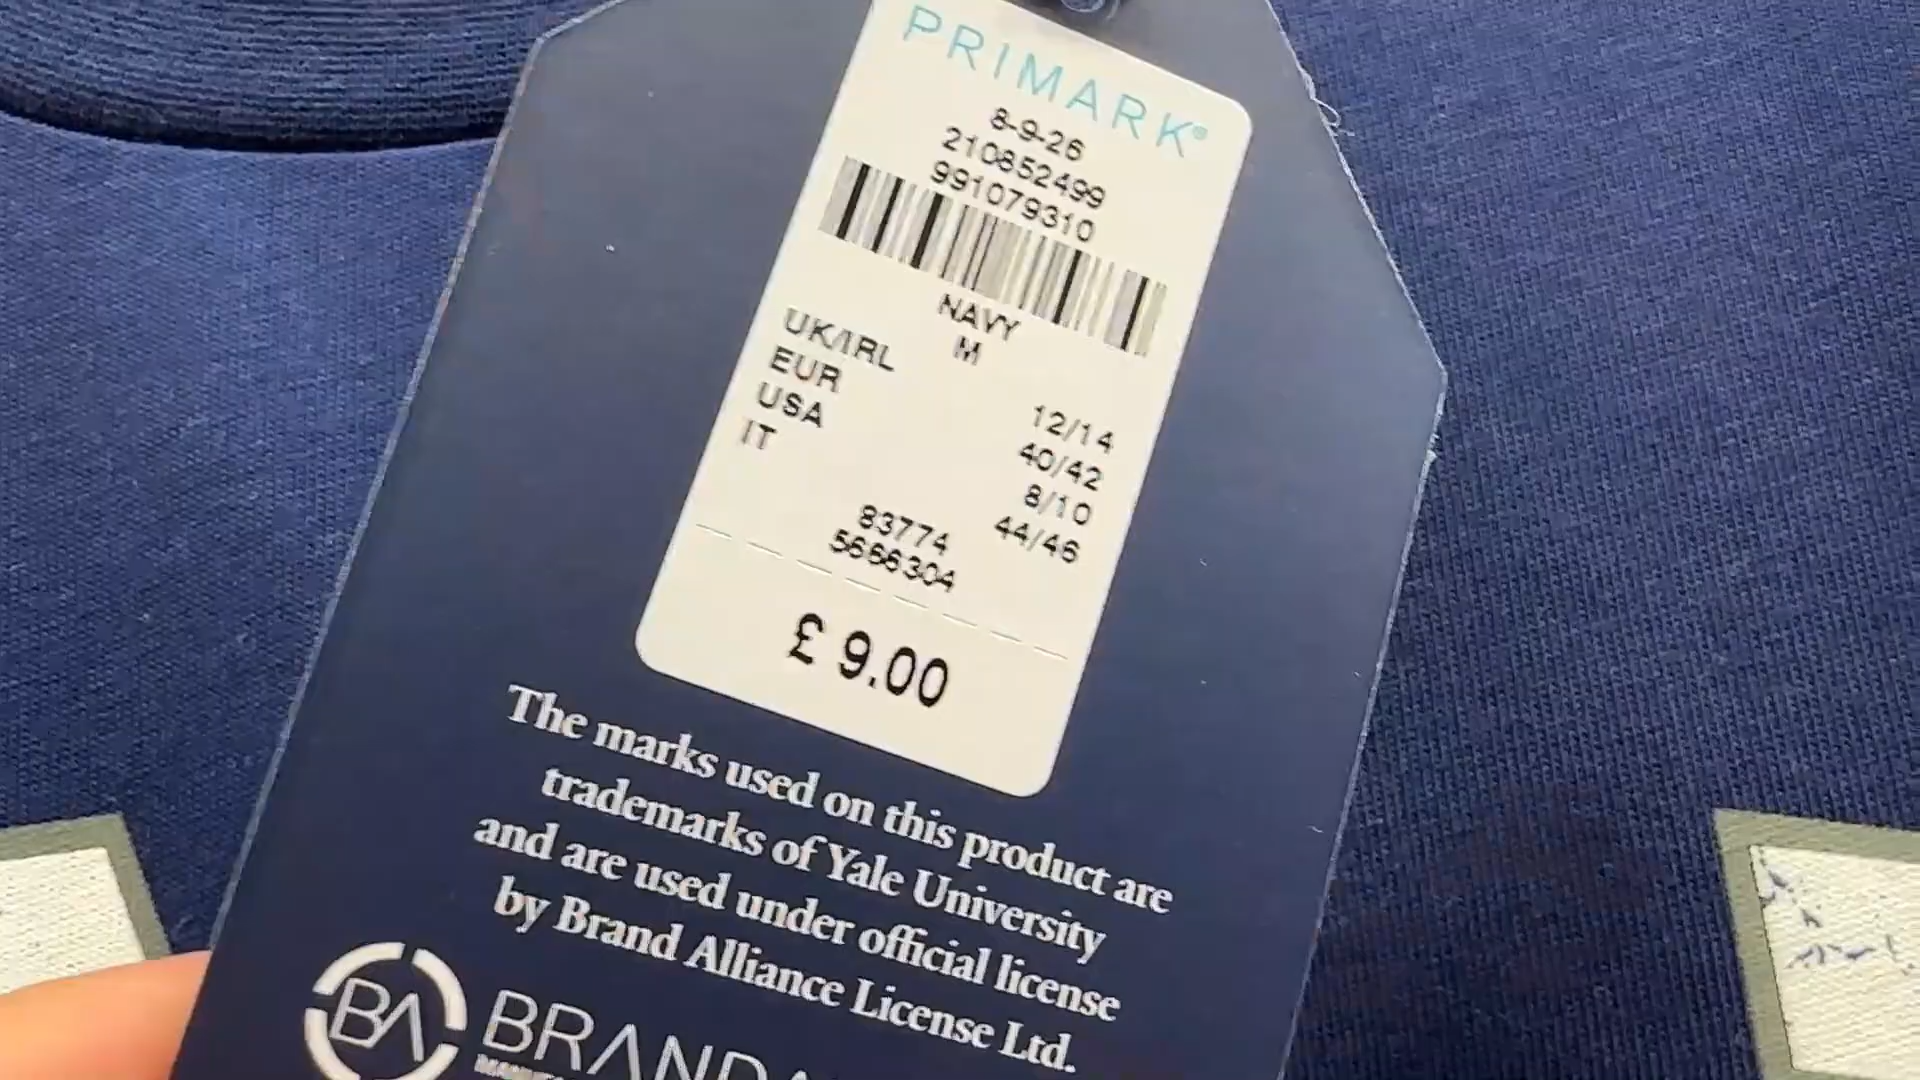 PRIMARK®
8-9-26
210852499
991079310
NAVY
M
UK/IRL 12/14
EUR 40/42
USA 8/10
IT 44/46
83774
5666304
£ 9.00
The marks used on this product are
trademarks of Yale University
and are used under official license
by Brand Alliance License Ltd.
BA